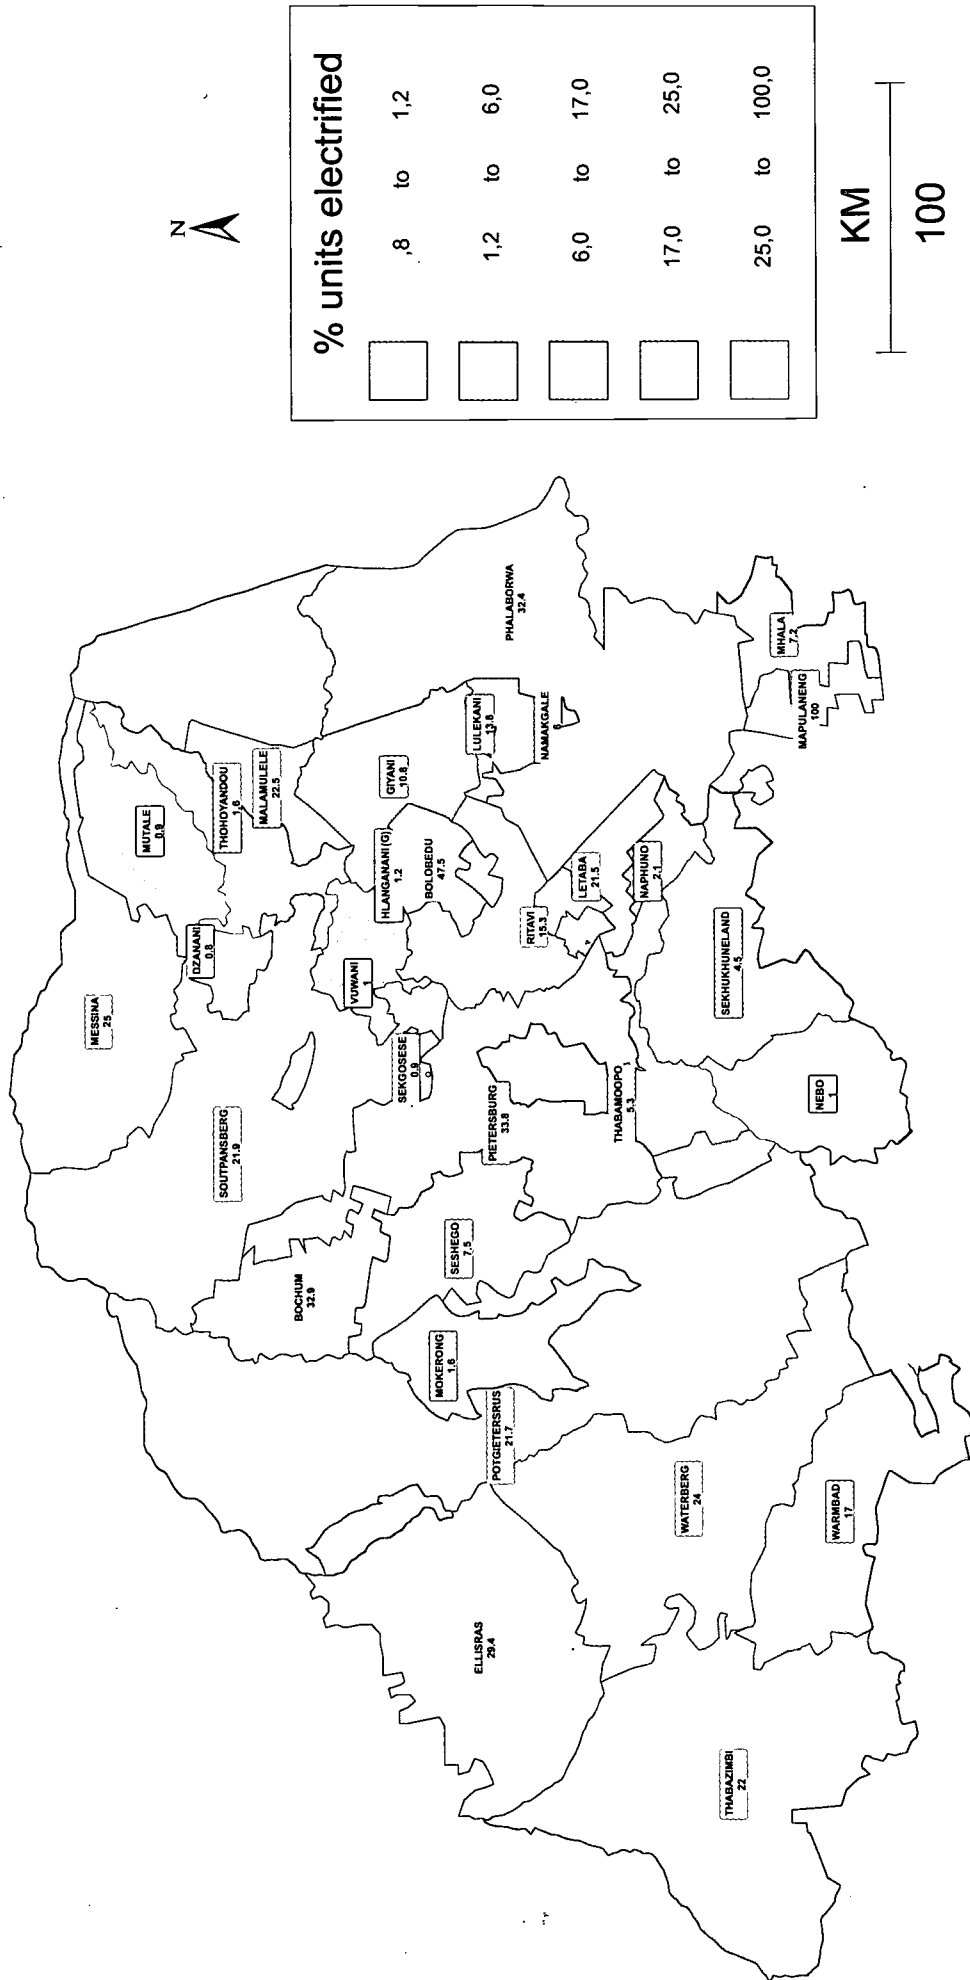 MESSINA
25
MUTALE
0.9
DZANANI
0.8
THOHOYANDOU
1.6
MALAMULELE
22.5
SOUTPANSBERG
21.9
VUWANI
1
HLANGANANI (G)
1.2
GIYANI
10.8
BOLOBEDU
47.5
LULEKANI
13.8
PHALABORWA
32.4
NAMAKGALE
6
BOCHUM
32.9
SEKGOSESE
0.9
PIETERSBURG
33.8
SESHEGO
7.5
MOKERONG
1.6
POTGIETERSRUS
21.7
RITAVI
15.3
LETABA
21.5
NAPHUNO
2.1
THABAMOOPO
5.3
SEKHUKHUNELAND
4.5
NEBO
1
MHALA
7.2
MAPULANENG
100
ELLISRAS
29.4
WATERBERG
24
WARMBAD
17
THABAZIMBI
22
N
% units electrified
,8 to 1,2
1,2 to 6,0
6,0 to 17,0
17,0 to 25,0
25,0 to 100,0
KM
100